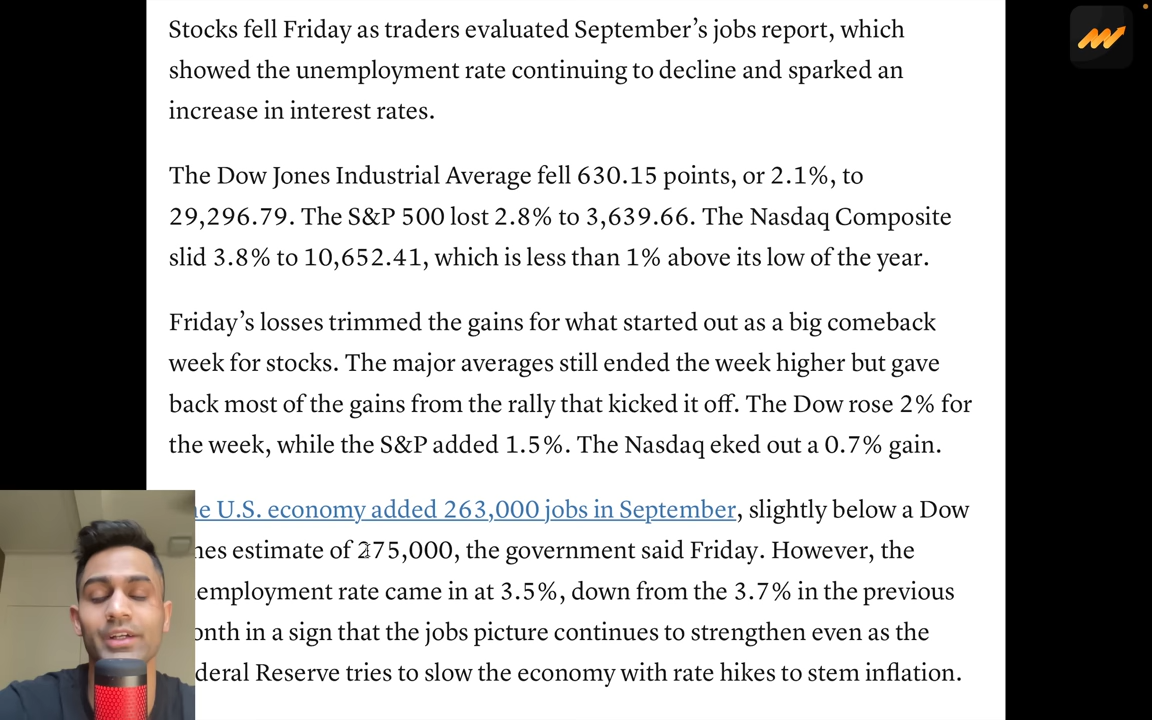 Stocks fell Friday as traders evaluated September’s jobs report, which
showed the unemployment rate continuing to decline and sparked an
increase in interest rates.
The Dow Jones Industrial Average fell 630.15 points, or 2.1%, to
29,296.79. The S&P 500 lost 2.8% to 3,639.66. The Nasdaq Composite
slid 3.8% to 10,652.41, which is less than 1% above its low of the year.
Friday’s losses trimmed the gains for what started out as a big comeback
week for stocks. The major averages still ended the week higher but gave
back most of the gains from the rally that kicked it off. The Dow rose 2% for
the week, while the S&P added 1.5%. The Nasdaq eked out a 0.7% gain.
U.S. economy added 263,000 jobs in September, slightly below a Dow
estimate of 275,000, the government said Friday. However, the
rate came in at 3.5%, down from the 3.7% in the previous
in a sign that the jobs picture continues to strengthen even as the
Reserve tries to slow the economy with rate hikes to stem inflation.